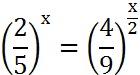 (2/5)^x = (4/9)^(x/2)